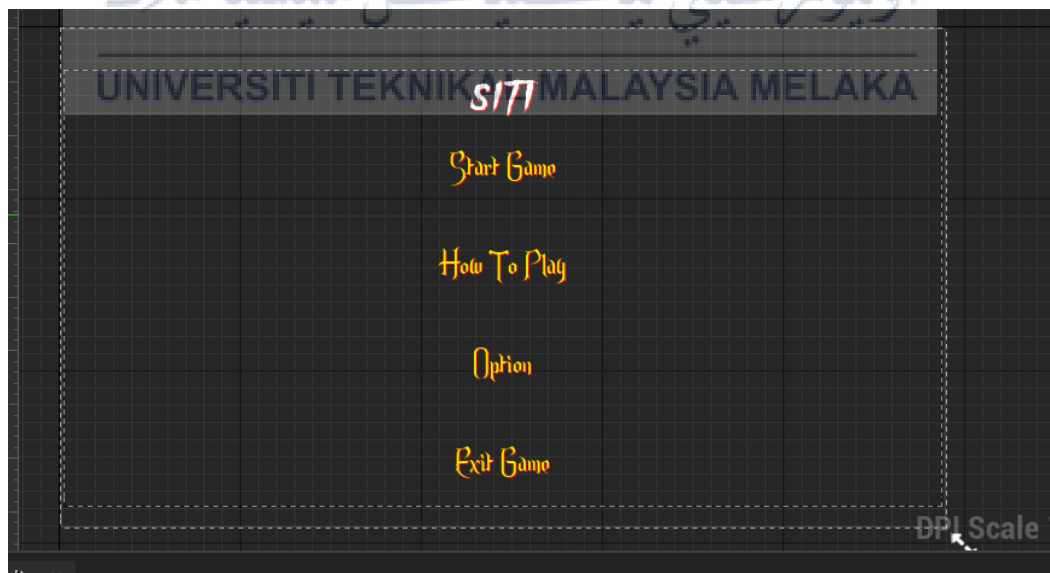 UNIVERSITI TEKNIKAL MALAYSIA MELAKA
SITI
Start Game
How To Play
Option
Exit Game
DPI Scale